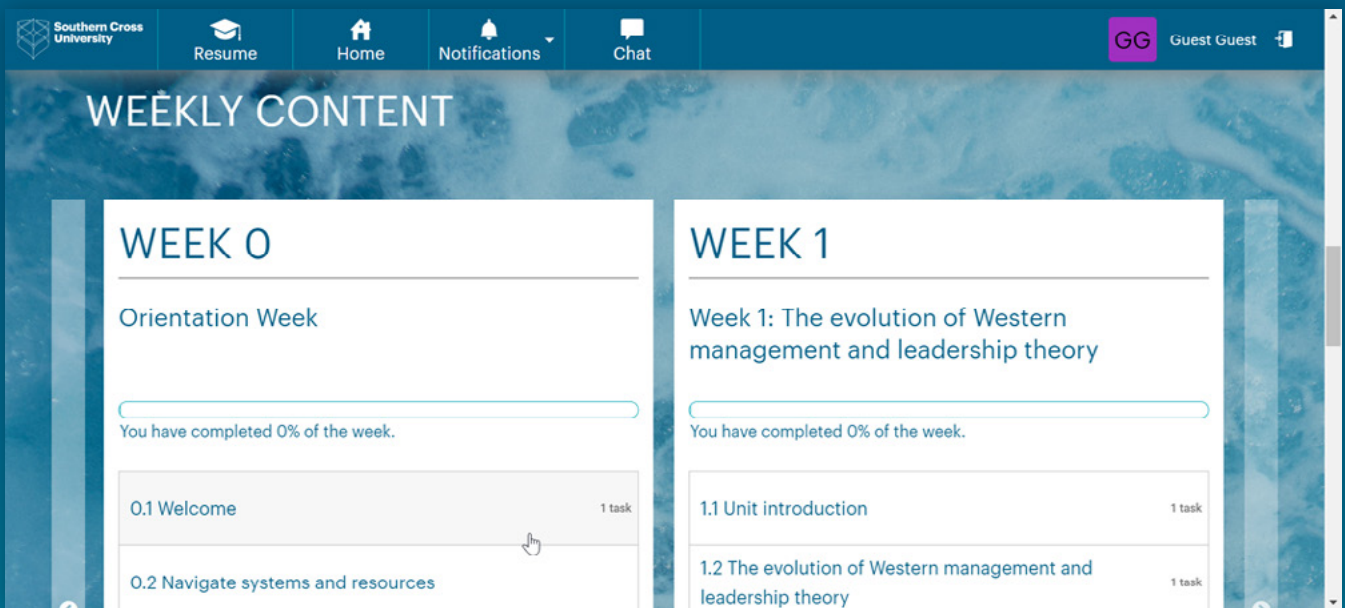 Southern Cross
University
Resume
Home
Notifications
Chat
GG
Guest Guest
WEEKLY CONTENT
WEEK 0
Orientation Week
You have completed 0% of the week.
0.1 Welcome
1 task
0.2 Navigate systems and resources
WEEK 1
Week 1: The evolution of Western
management and leadership theory
You have completed 0% of the week.
1.1 Unit introduction
1 task
1.2 The evolution of Western management and
leadership theory
1 task